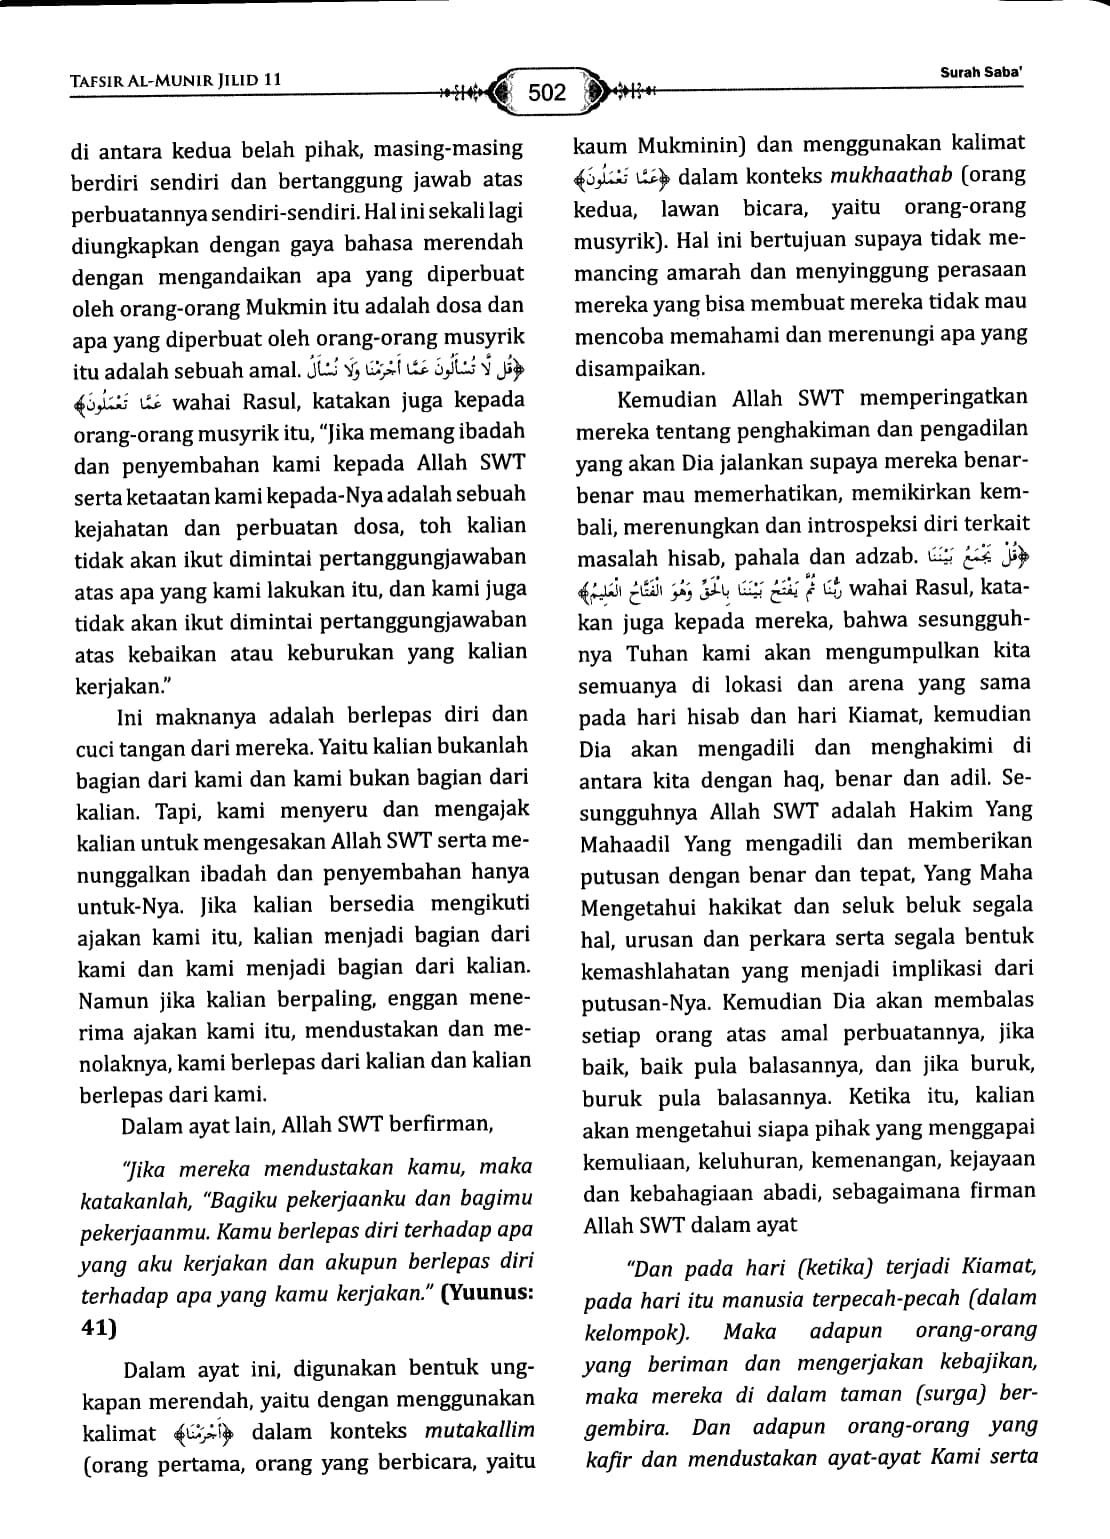 TAFSIR AL-MUNIR JILID 11
502
Surah Saba'
di antara kedua belah pihak, masing-masing
berdiri sendiri dan bertanggung jawab atas
perbuatannya sendiri-sendiri. Hal ini sekali lagi
diungkapkan dengan gaya bahasa merendah
dengan mengandaikan apa yang diperbuat
oleh orang-orang Mukmin itu adalah dosa dan
apa yang diperbuat oleh orang-orang musyrik
itu adalah sebuah amal. ﴿قُل لَّا تُسْأَلُونَ عَمَّا أَجْرَمْنَا وَلَا نُسْأَلُ
عَمَّا تَعْمَلُونَ﴾ wahai Rasul, katakan juga kepada
orang-orang musyrik itu, “Jika memang ibadah
dan penyembahan kami kepada Allah SWT
serta ketaatan kami kepada-Nya adalah sebuah
kejahatan dan perbuatan dosa, toh kalian
tidak akan ikut dimintai pertanggungjawaban
atas apa yang kami lakukan itu, dan kami juga
tidak akan ikut dimintai pertanggungjawaban
atas kebaikan atau keburukan yang kalian
kerjakan.”
Ini maknanya adalah berlepas diri dan
cuci tangan dari mereka. Yaitu kalian bukanlah
bagian dari kami dan kami bukan bagian dari
kalian. Tapi, kami menyeru dan mengajak
kalian untuk mengesakan Allah SWT serta me-
nunggalkan ibadah dan penyembahan hanya
untuk-Nya. Jika kalian bersedia mengikuti
ajakan kami itu, kalian menjadi bagian dari
kami dan kami menjadi bagian dari kalian.
Namun jika kalian berpaling, enggan mene-
rima ajakan kami itu, mendustakan dan me-
nolaknya, kami berlepas dari kalian dan kalian
berlepas dari kami.
Dalam ayat lain, Allah SWT berfirman,
“Jika mereka mendustakan kamu, maka
katakanlah, “Bagiku pekerjaanku dan bagimu
pekerjaanmu. Kamu berlepas diri terhadap apa
yang aku kerjakan dan akupun berlepas diri
terhadap apa yang kamu kerjakan.” (Yuunus:
41)
Dalam ayat ini, digunakan bentuk ung-
kapan merendah, yaitu dengan menggunakan
kalimat ﴿أَجْرَمْنَا﴾ dalam konteks mutakallim
(orang pertama, orang yang berbicara, yaitu
kaum Mukminin) dan menggunakan kalimat
﴿عَمَّا تَعْمَلُونَ﴾ dalam konteks mukhaathab (orang
kedua, lawan bicara, yaitu orang-orang
musyrik). Hal ini bertujuan supaya tidak me-
mancing amarah dan menyinggung perasaan
mereka yang bisa membuat mereka tidak mau
mencoba memahami dan merenungi apa yang
disampaikan.
Kemudian Allah SWT memperingatkan
mereka tentang penghakiman dan pengadilan
yang akan Dia jalankan supaya mereka benar-
benar mau memerhatikan, memikirkan kem-
bali, merenungkan dan introspeksi diri terkait
masalah hisab, pahala dan adzab. ﴿قُلْ يَجْمَعُ بَيْنَنَا
رَبُّنَا ثُمَّ يَفْتَحُ بَيْنَنَا بِالْحَقِّ وَهُوَ الْفَتَّاحُ الْعَلِيمُ﴾ wahai Rasul, kata-
kan juga kepada mereka, bahwa sesungguh-
nya Tuhan kami akan mengumpulkan kita
semuanya di lokasi dan arena yang sama
pada hari hisab dan hari Kiamat, kemudian
Dia akan mengadili dan menghakimi di
antara kita dengan haq, benar dan adil. Se-
sungguhnya Allah SWT adalah Hakim Yang
Mahaadil Yang mengadili dan memberikan
putusan dengan benar dan tepat, Yang Maha
Mengetahui hakikat dan seluk beluk segala
hal, urusan dan perkara serta segala bentuk
kemashlahatan yang menjadi implikasi dari
putusan-Nya. Kemudian Dia akan membalas
setiap orang atas amal perbuatannya, jika
baik, baik pula balasannya, dan jika buruk,
buruk pula balasannya. Ketika itu, kalian
akan mengetahui siapa pihak yang menggapai
kemuliaan, keluhuran, kemenangan, kejayaan
dan kebahagiaan abadi, sebagaimana firman
Allah SWT dalam ayat
“Dan pada hari (ketika) terjadi Kiamat,
pada hari itu manusia terpecah-pecah (dalam
kelompok). Maka adapun orang-orang
yang beriman dan mengerjakan kebajikan,
maka mereka di dalam taman (surga) ber-
gembira. Dan adapun orang-orang yang
kafir dan mendustakan ayat-ayat Kami serta